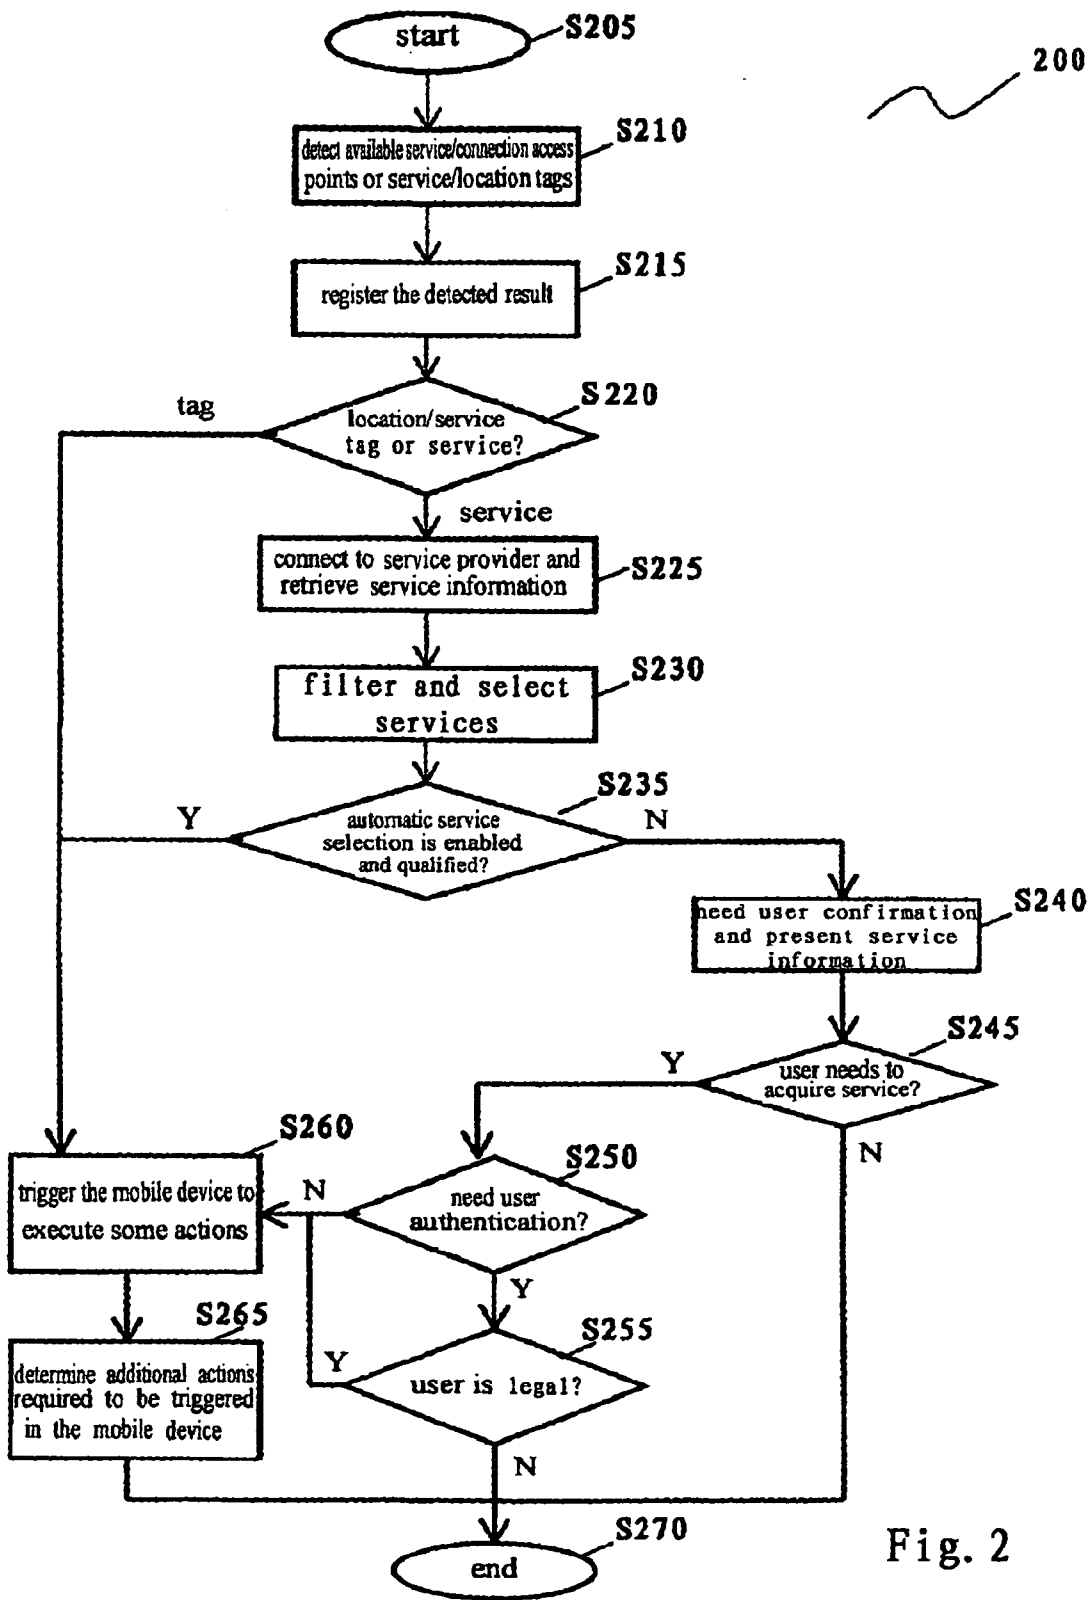 start
S205
200
detect available service/connection access
points or service/location tags
S210
register the detected result
S215
tag
location/service
tag or service?
S220
service
connect to service provider and
retrieve service information
S225
filter and select
services
S230
Y
automatic service
selection is enabled
and qualified?
S235
N
need user confirmation
and present service
information
S240
Y
user needs to
acquire service?
S245
N
S260
trigger the mobile device to
execute some actions
N
need user
authentication?
S250
Y
S265
determine additional actions
required to be triggered
in the mobile device
Y
user is legal?
S255
N
S270
end
Fig. 2